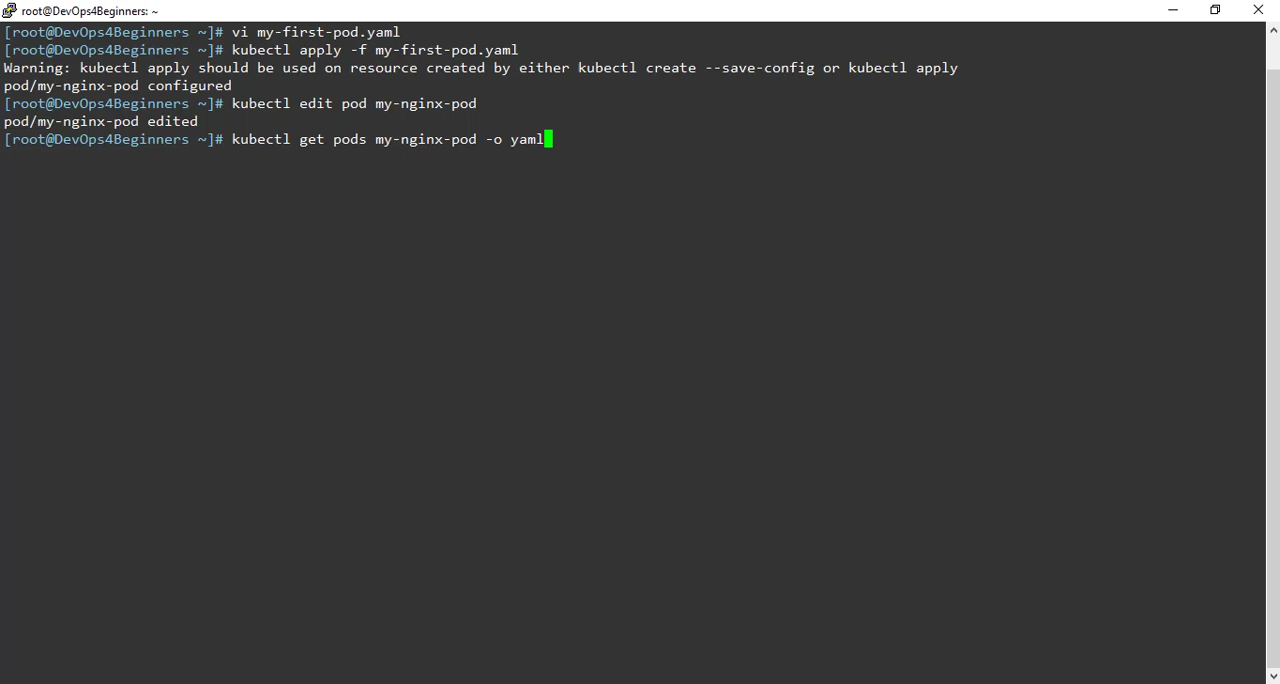 root@DevOps4Beginners: ~
[root@DevOps4Beginners ~]# vi my-first-pod.yaml
[root@DevOps4Beginners ~]# kubectl apply -f my-first-pod.yaml
Warning: kubectl apply should be used on resource created by either kubectl create --save-config or kubectl apply
pod/my-nginx-pod configured
[root@DevOps4Beginners ~]# kubectl edit pod my-nginx-pod
pod/my-nginx-pod edited
[root@DevOps4Beginners ~]# kubectl get pods my-nginx-pod -o yaml